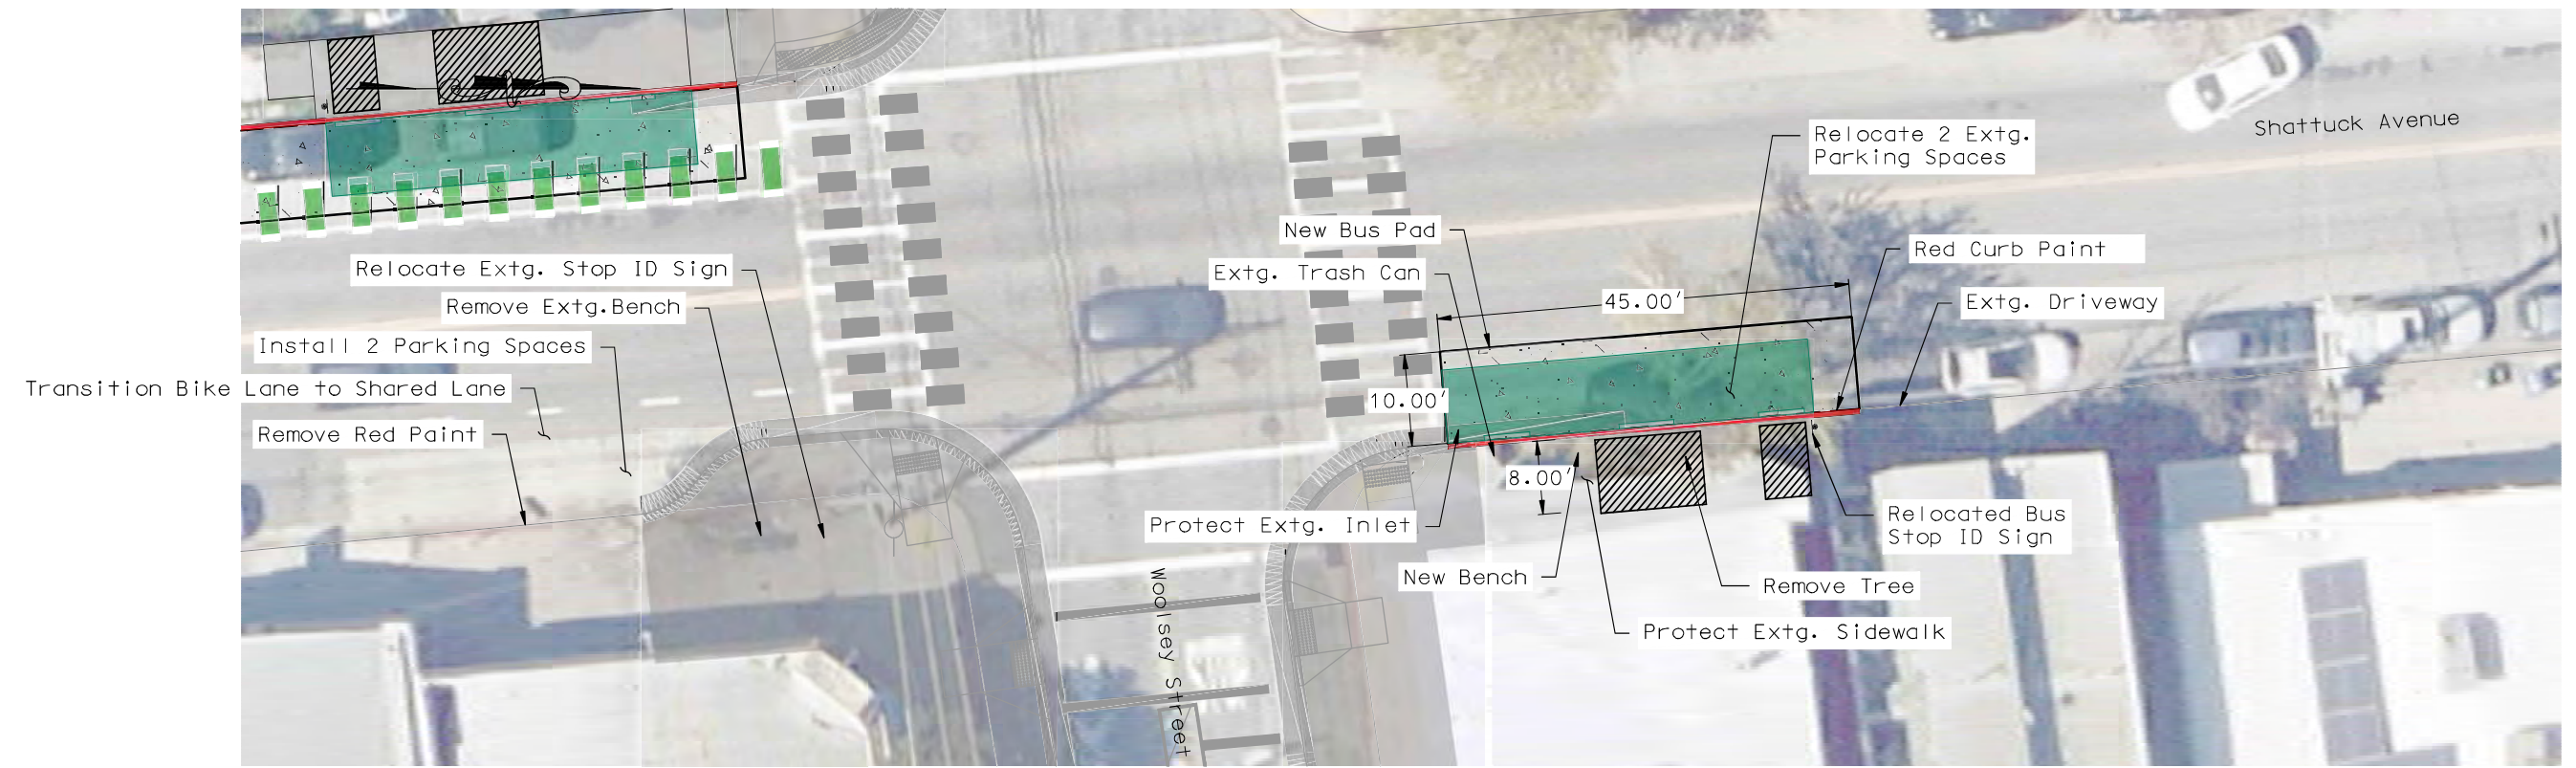 Shattuck Avenue
Relocate 2 Extg.
Parking Spaces
New Bus Pad
Red Curb Paint
Relocate Extg. Stop ID Sign
Extg. Trash Can
45.00'
Extg. Driveway
Remove Extg.Bench
Install 2 Parking Spaces
Transition Bike Lane to Shared Lane
10.00'
Remove Red Paint
8.00'
Protect Extg. Inlet
Relocated Bus
Stop ID Sign
New Bench
Remove Tree
Protect Extg. Sidewalk
Woolsey Street